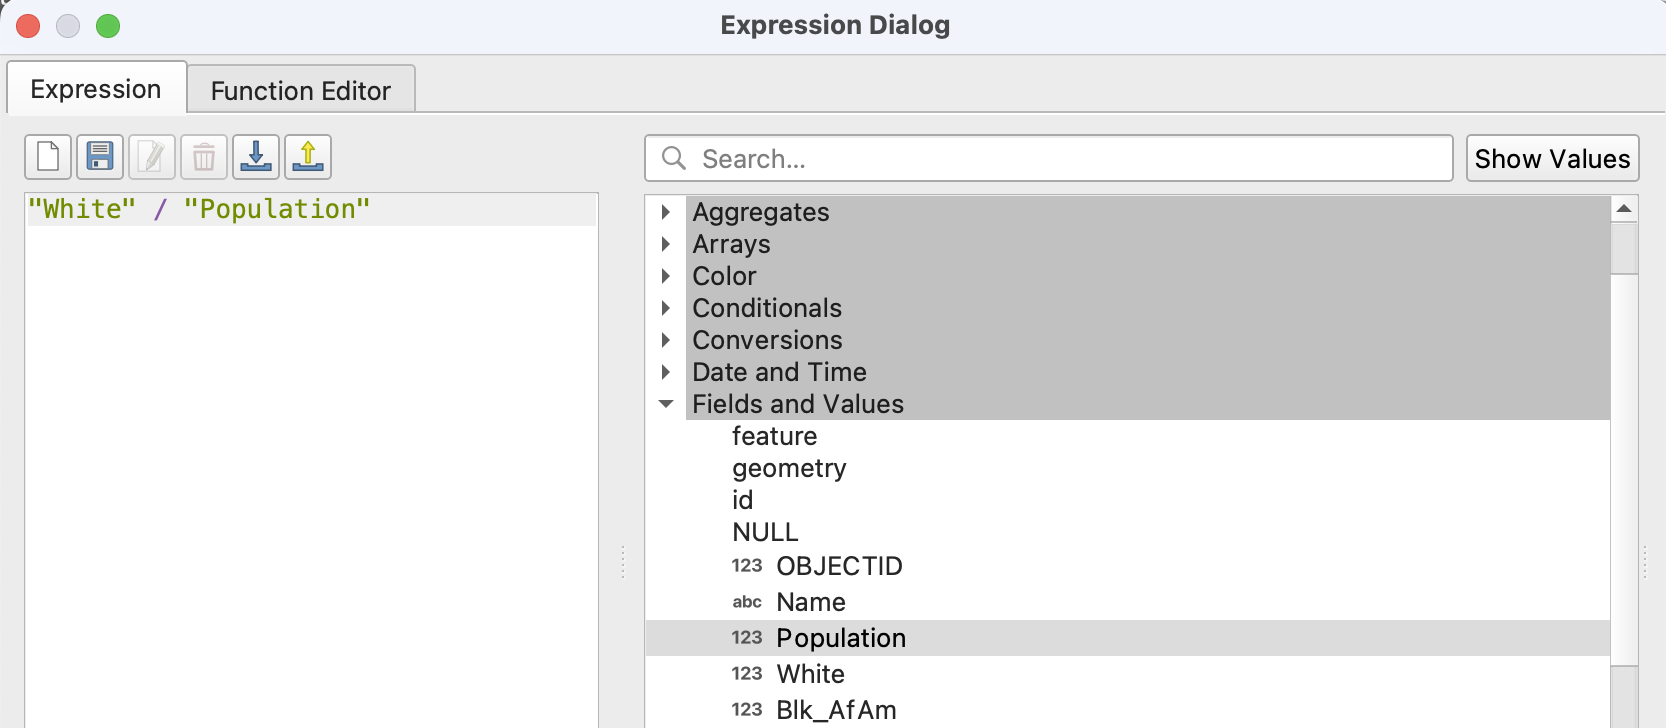 Expression Dialog
Expression
Function Editor
"White" / "Population"
Search...
Show Values
Aggregates
Arrays
Color
Conditionals
Conversions
Date and Time
Fields and Values
feature
geometry
id
NULL
123 OBJECTID
abc Name
123 Population
123 White
123 Blk_AfAm